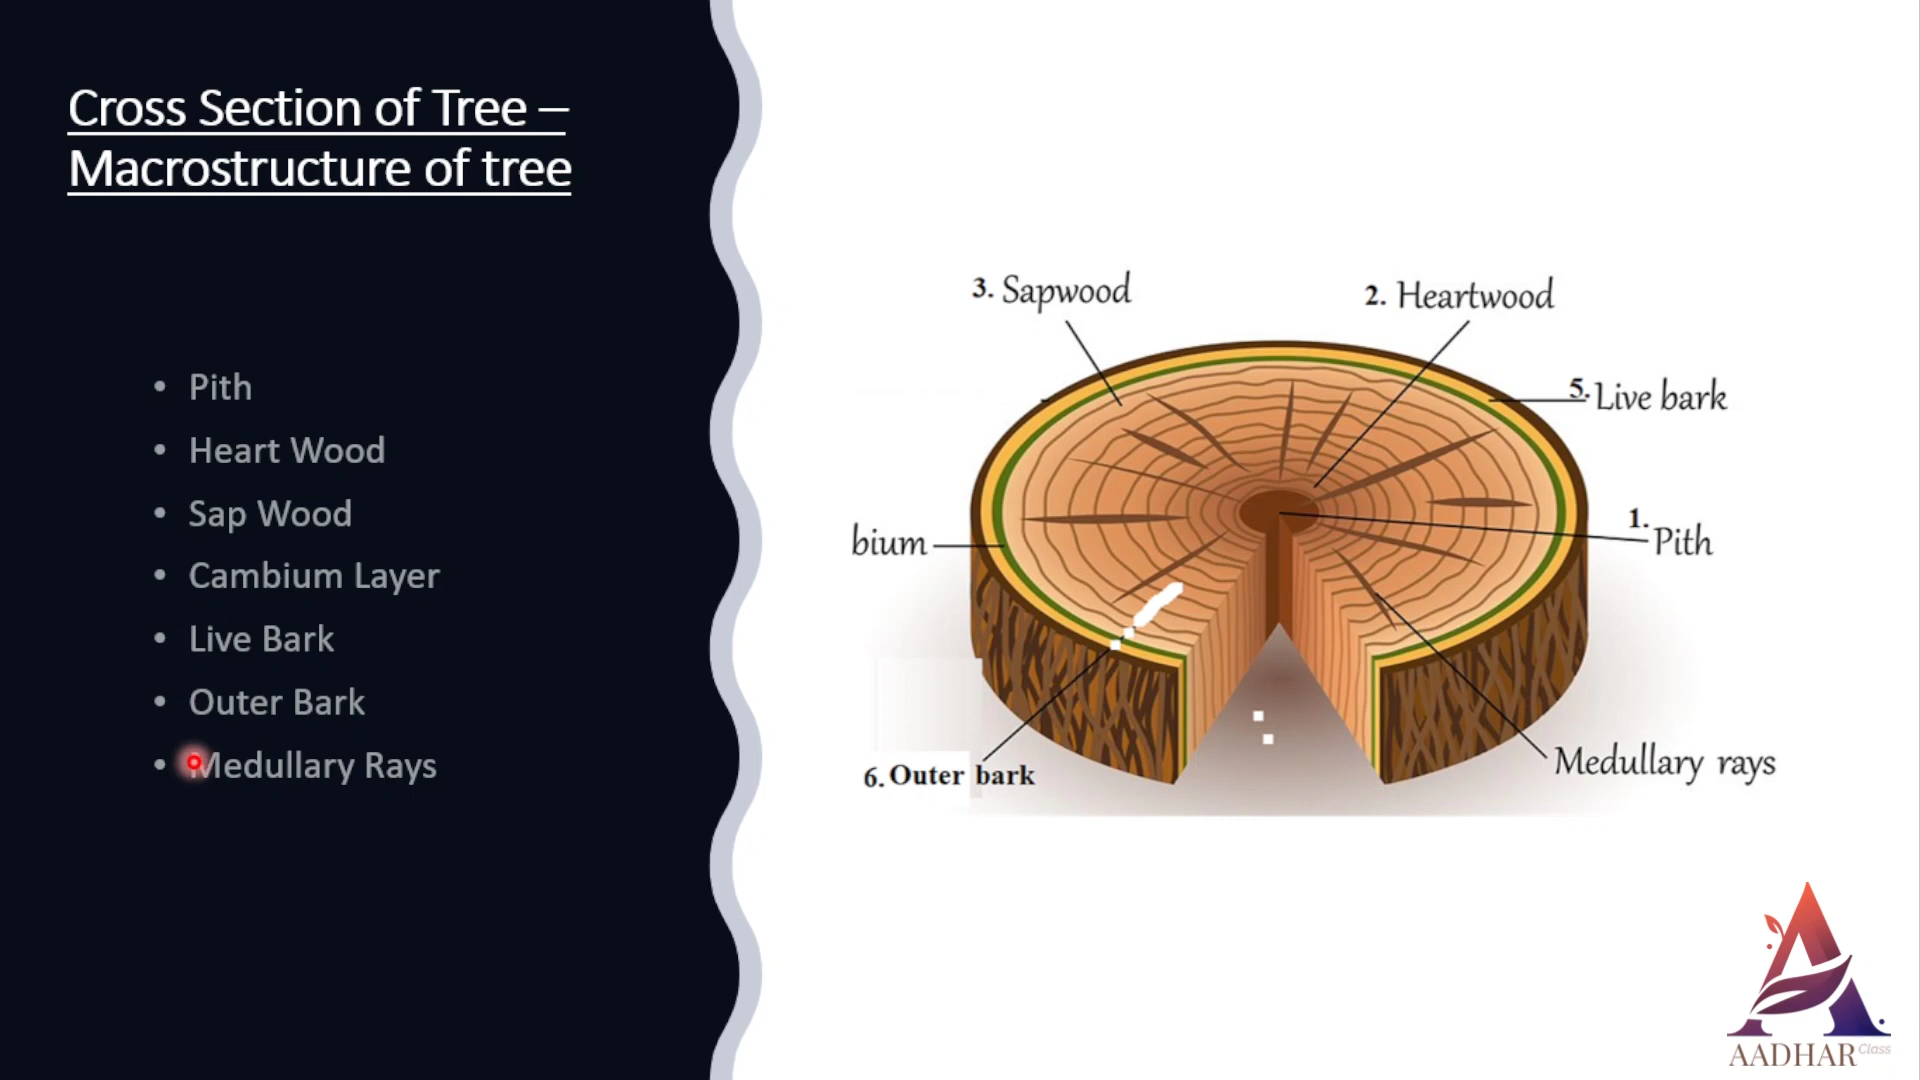 Cross Section of Tree –
Macrostructure of tree
• Pith
• Heart Wood
• Sap Wood
• Cambium Layer
• Live Bark
• Outer Bark
• Medullary Rays
3. Sapwood
2. Heartwood
5. Live bark
bium
1. Pith
6. Outer bark
Medullary rays
AADHAR Class